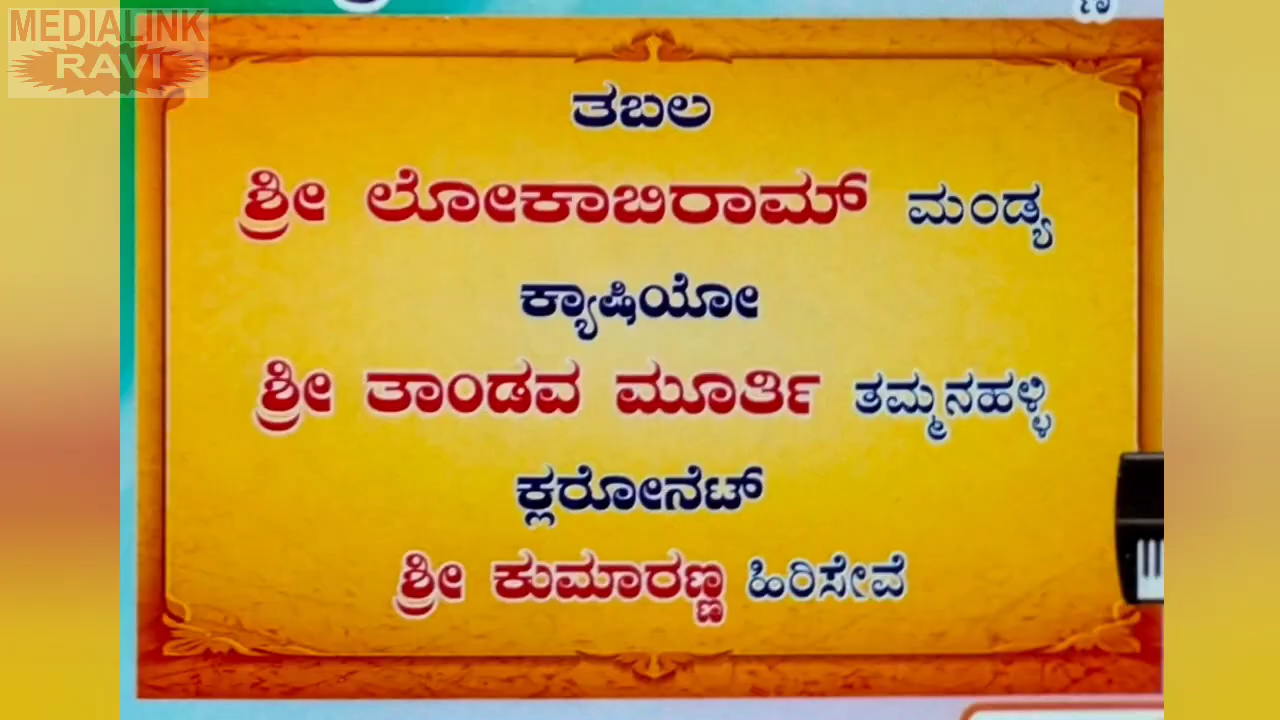 MEDIALINK
RAVI
ತಬಲ
ಶ್ರೀ ಲೋಕಾಬಿರಾಮ್ ಮಂಡ್ಯ
ಕ್ಯಾಷಿಯೋ
ಶ್ರೀ ತಾಂಡವ ಮೂರ್ತಿ ತಮ್ಮನಹಳ್ಳಿ
ಕ್ಲರೋನೆಟ್
ಶ್ರೀ ಕುಮಾರಣ್ಣ ಹಿರಿಸೇವೆ